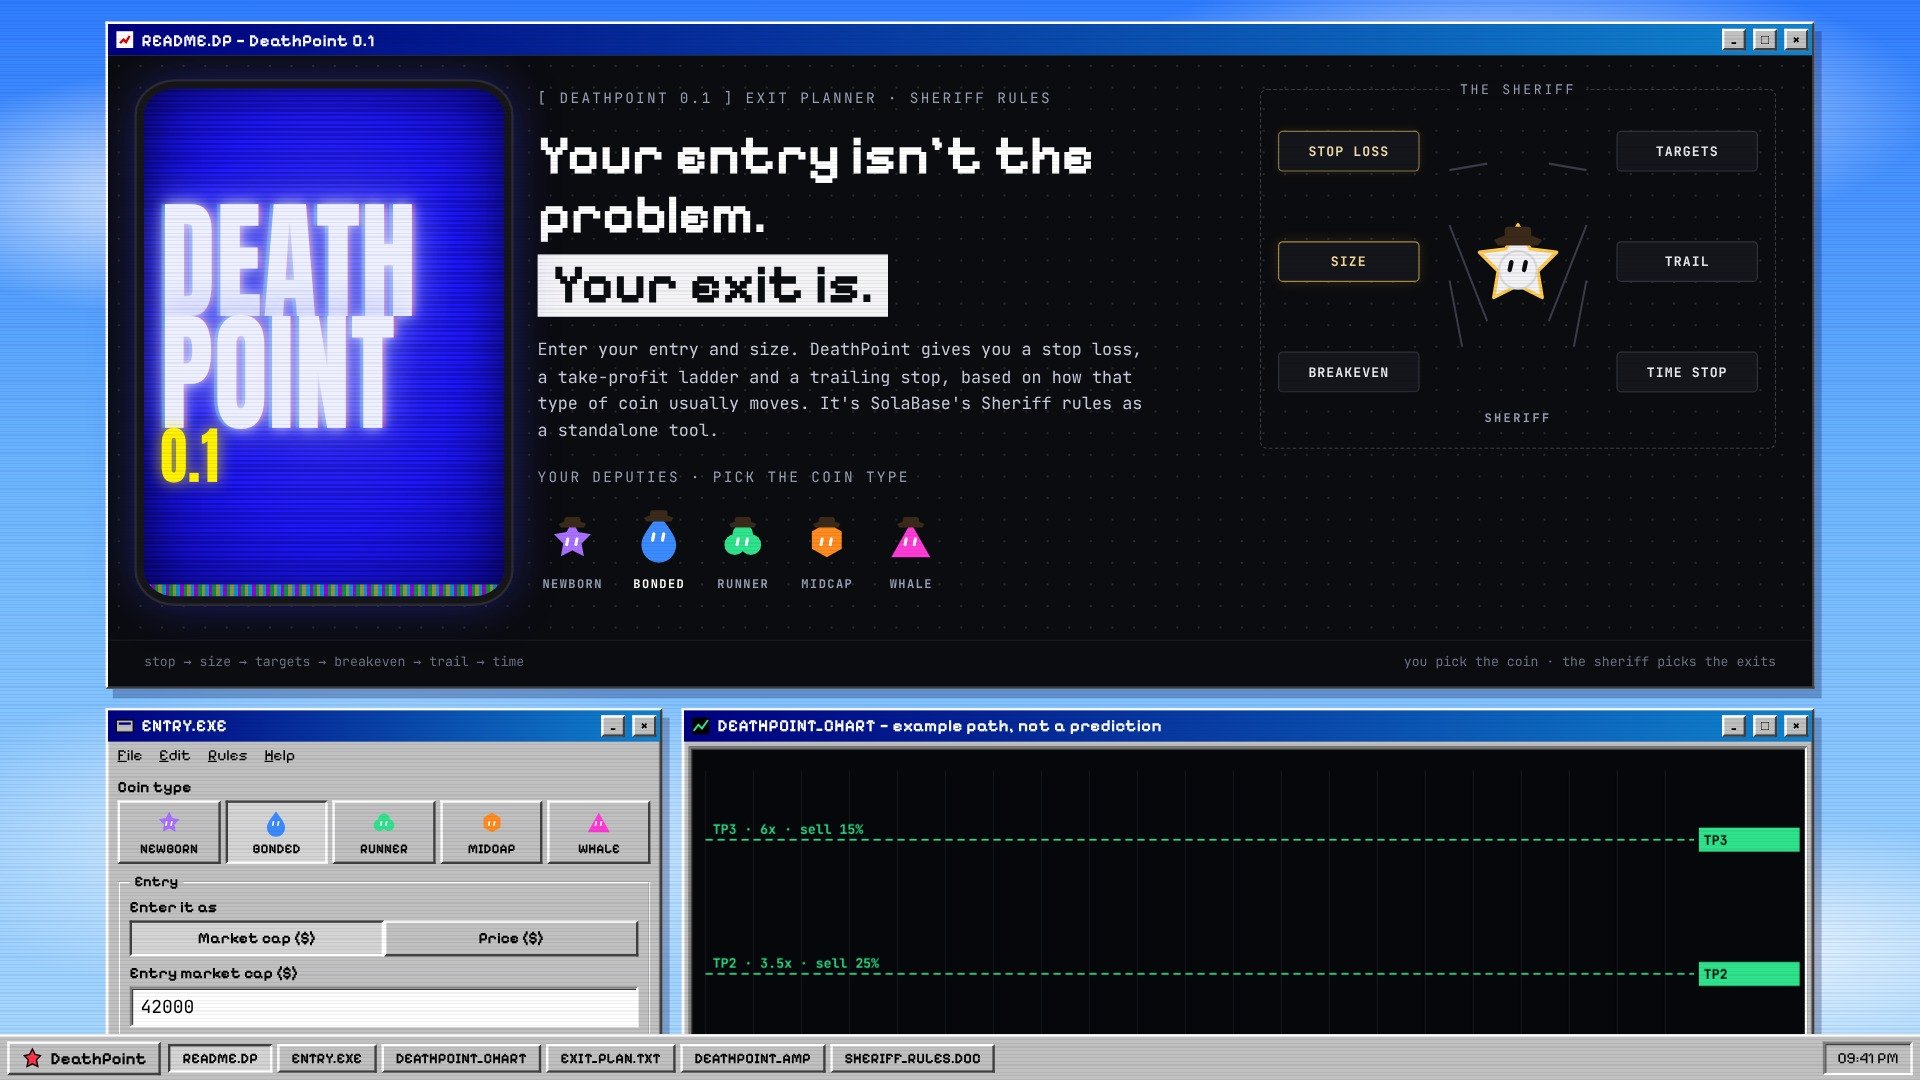 README.DP - DeathPoint 0.1
DEATH
POINT
0.1
[ DEATHPOINT 0.1 ] EXIT PLANNER · SHERIFF RULES
Your entry isn't the
problem.
Your exit is.
Enter your entry and size. DeathPoint gives you a stop loss,
a take-profit ladder and a trailing stop, based on how that
type of coin usually moves. It's SolaBase's Sheriff rules as
a standalone tool.
YOUR DEPUTIES · PICK THE COIN TYPE
NEWBORN BONDED RUNNER MIDCAP WHALE
THE SHERIFF
STOP LOSS TARGETS
SIZE TRAIL
BREAKEVEN TIME STOP
SHERIFF
stop → size → targets → breakeven → trail → time
you pick the coin · the sheriff picks the exits
ENTRY.EXE
File Edit Rules Help
Coin type
NEWBORN BONDED RUNNER MIDCAP WHALE
Entry
Enter it as
Market cap ($) Price ($)
Entry market cap ($)
42000
DEATHPOINT_CHART - example path, not a prediction
TP3 · 6x · sell 15% TP3
TP2 · 3.5x · sell 25% TP2
DeathPoint README.DP ENTRY.EXE DEATHPOINT_CHART EXIT_PLAN.TXT DEATHPOINT_AMP SHERIFF_RULES.DOC 09:41 PM